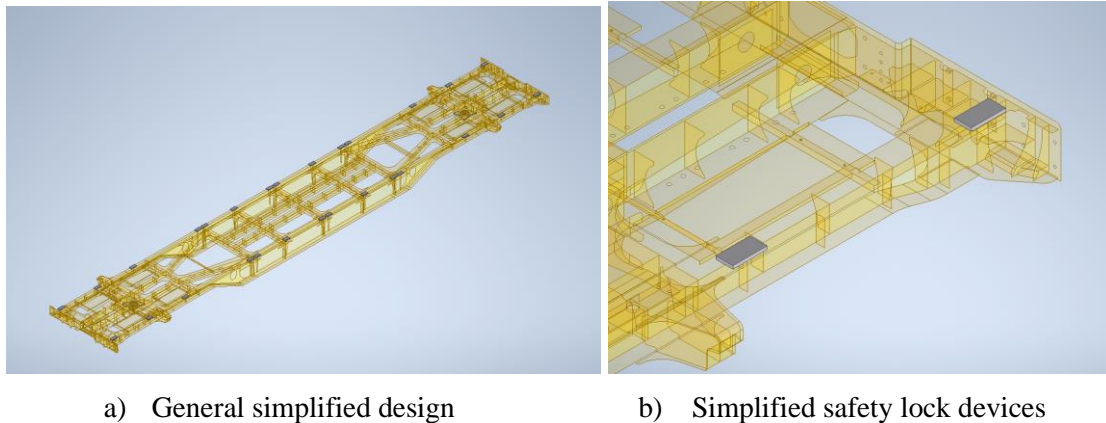 a) General simplified design
b) Simplified safety lock devices